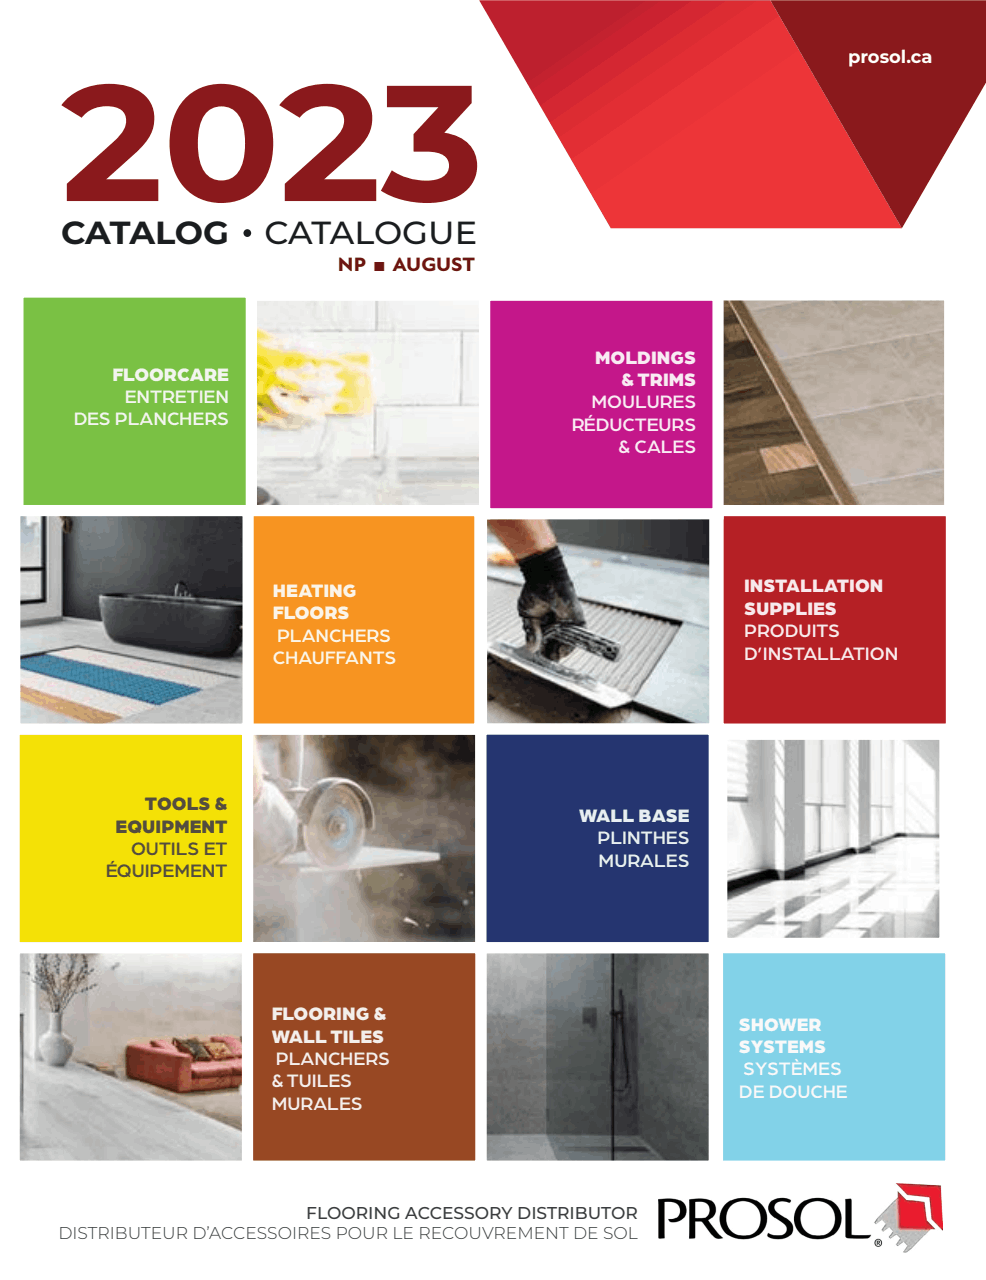 prosol.ca
2023
CATALOG • CATALOGUE
NP ■ AUGUST
FLOORCARE
ENTRETIEN
DES PLANCHERS
MOLDINGS
& TRIMS
MOULURES
RÉDUCTEURS
& CALES
HEATING
FLOORS
PLANCHERS
CHAUFFANTS
INSTALLATION
SUPPLIES
PRODUITS
D'INSTALLATION
TOOLS &
EQUIPMENT
OUTILS ET
ÉQUIPEMENT
WALL BASE
PLINTHES
MURALES
FLOORING &
WALL TILES
PLANCHERS
& TUILES
MURALES
SHOWER
SYSTEMS
SYSTÈMES
DE DOUCHE
FLOORING ACCESSORY DISTRIBUTOR
DISTRIBUTEUR D'ACCESSOIRES POUR LE RECOUVREMENT DE SOL
PROSOL®